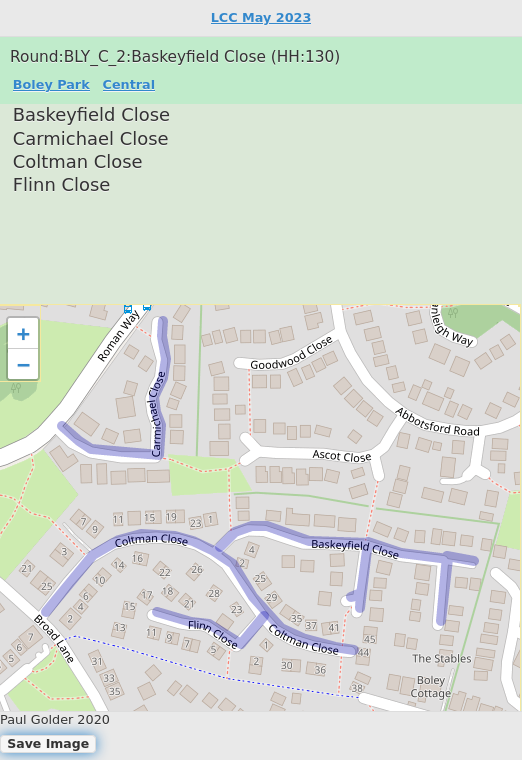 LCC May 2023
Round:BLY_C_2:Baskeyfield Close (HH:130)
Boley Park Central
Baskeyfield Close
Carmichael Close
Coltman Close
Flinn Close
+
−
Roman Way
Goodwood Close
Abbotsford Road
Carmichael Close
Ascot Close
7
9
11
15
19
23
1
Coltman Close
Baskeyfield Close
3
4
16
14
22
26
21
25
6
10
2
25
4
2
17
18
21
28
29
15
23
35
37
41
13
11
9
7
5
Flinn Close
1
Coltman Close
45
44
Broad Lane
7
6
5
11
31
33
35
2
30
36
38
The Stables
Boley
Cottage
Paul Golder 2020
Save Image